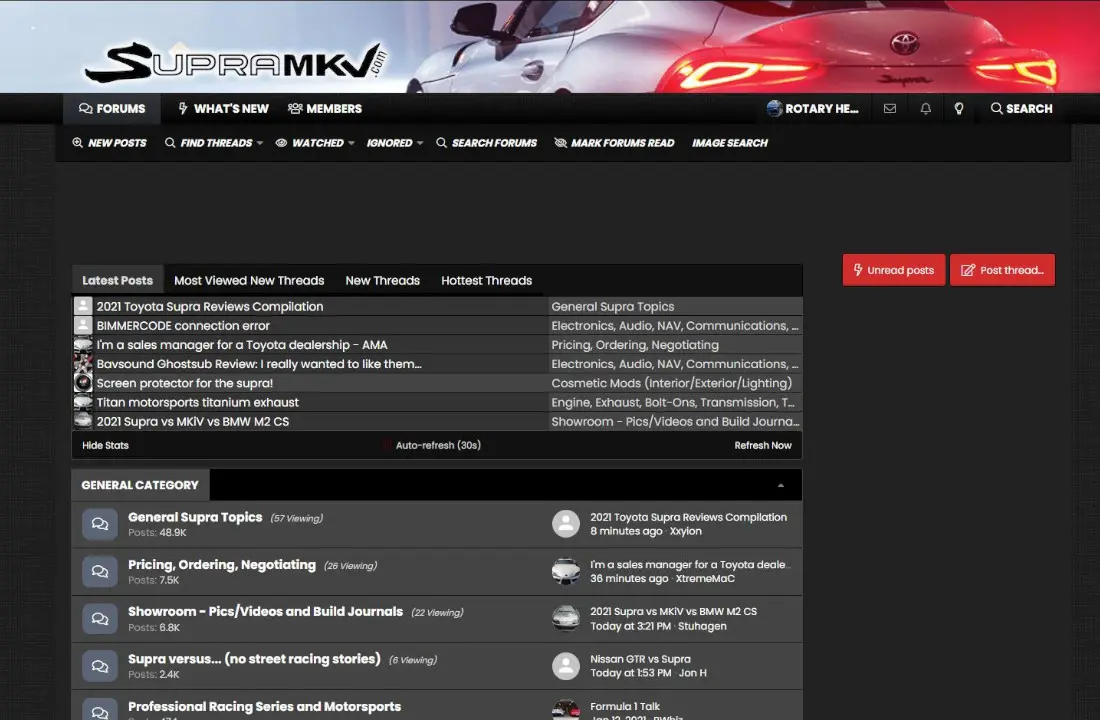 SUPRAMKV.com
Supra
FORUMS
WHAT'S NEW
MEMBERS
ROTARY HE...
SEARCH
NEW POSTS
FIND THREADS
WATCHED
IGNORED
SEARCH FORUMS
MARK FORUMS READ
IMAGE SEARCH
Unread posts
Post thread...
Latest Posts
Most Viewed New Threads
New Threads
Hottest Threads
2021 Toyota Supra Reviews Compilation General Supra Topics
BIMMERCODE connection error Electronics, Audio, NAV, Communications, ...
I'm a sales manager for a Toyota dealership - AMA Pricing, Ordering, Negotiating
Bavsound Ghostsub Review: I really wanted to like them... Electronics, Audio, NAV, Communications, ...
Screen protector for the supra! Cosmetic Mods (Interior/Exterior/Lighting)
Titan motorsports titanium exhaust Engine, Exhaust, Bolt-Ons, Transmission, T...
2021 Supra vs MKiV vs BMW M2 CS Showroom - Pics/Videos and Build Journa...
Hide Stats Auto-refresh (30s) Refresh Now
GENERAL CATEGORY
General Supra Topics (57 Viewing)
Posts: 48.9K
2021 Toyota Supra Reviews Compilation
8 minutes ago · Xxyion
Pricing, Ordering, Negotiating (26 Viewing)
Posts: 7.5K
I'm a sales manager for a Toyota deale...
36 minutes ago · XtremeMaC
Showroom - Pics/Videos and Build Journals (22 Viewing)
Posts: 6.8K
2021 Supra vs MKiV vs BMW M2 CS
Today at 3:21 PM · Stuhagen
Supra versus... (no street racing stories) (6 Viewing)
Posts: 2.4K
Nissan GTR vs Supra
Today at 1:53 PM · Jon H
Professional Racing Series and Motorsports
Formula 1 Talk